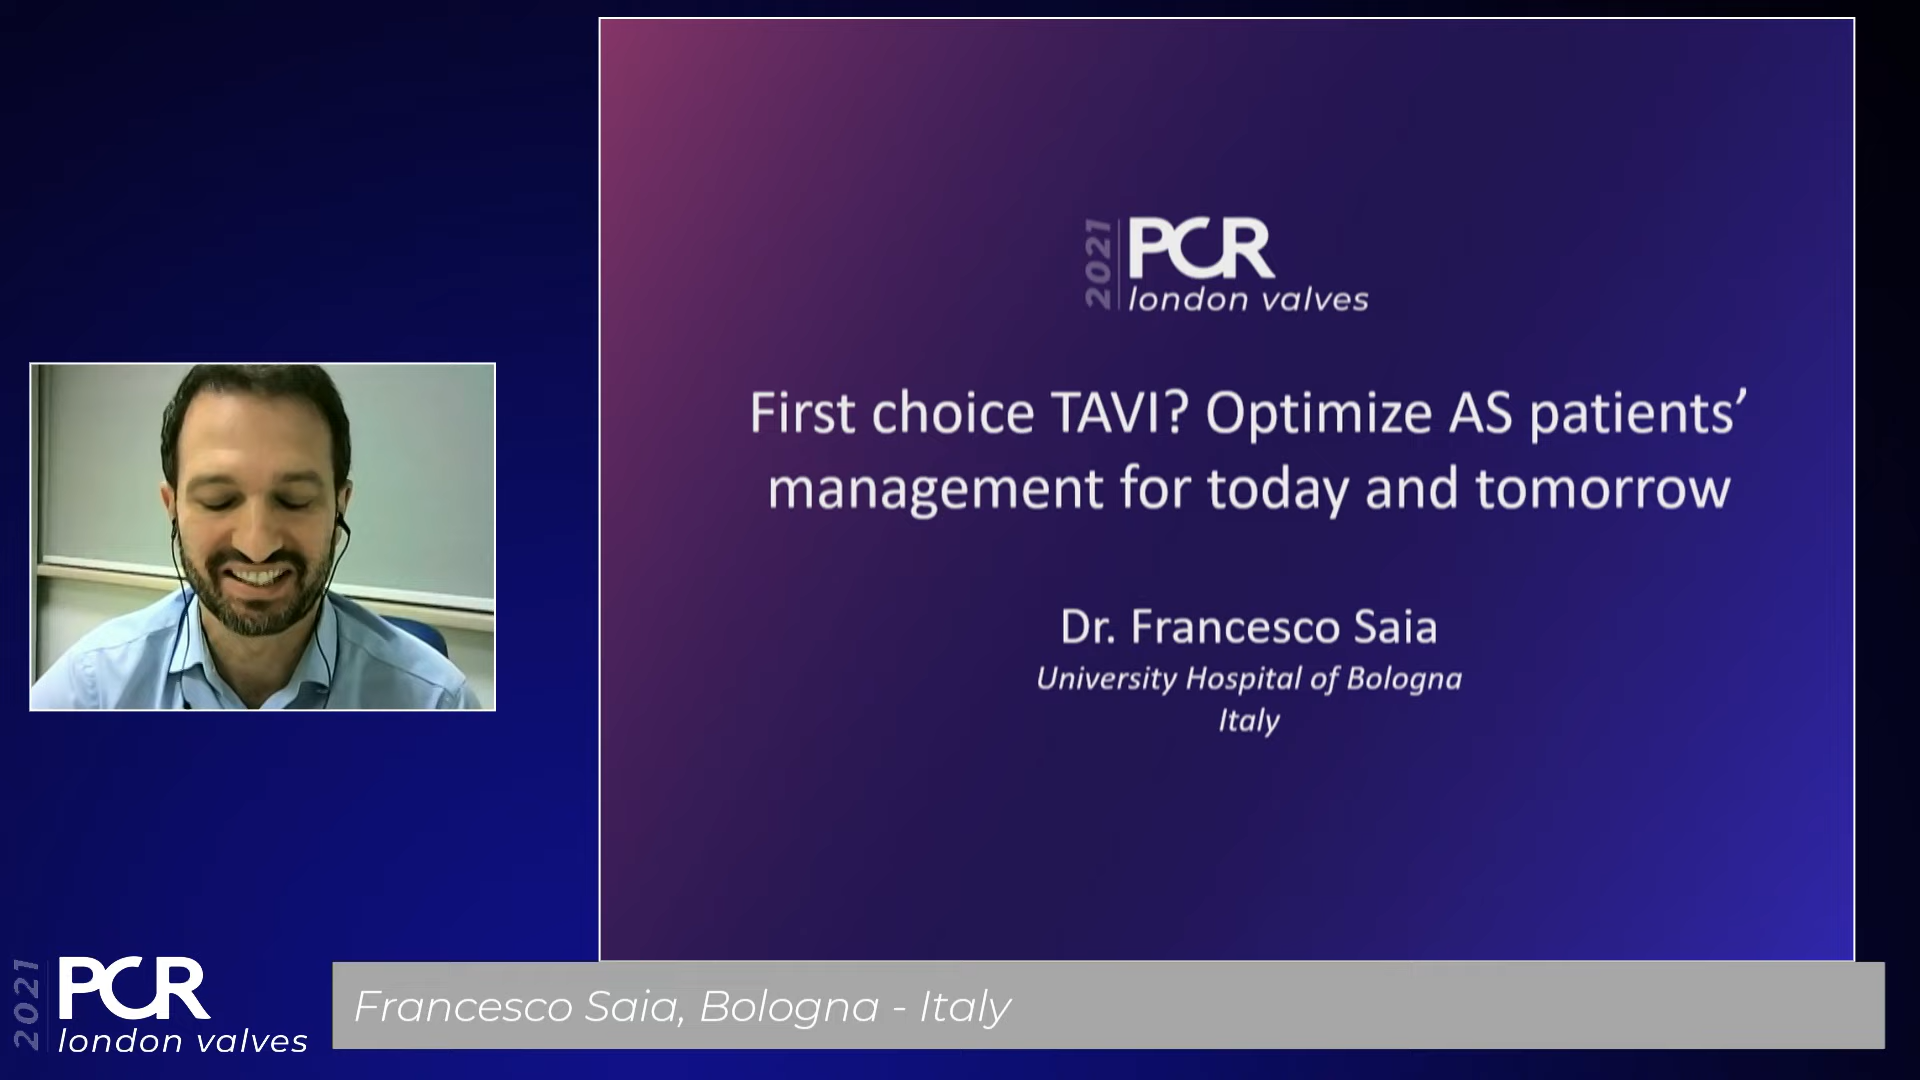 2021
PCR
london valves
First choice TAVI? Optimize AS patients’
management for today and tomorrow
Dr. Francesco Saia
University Hospital of Bologna
Italy
2021
PCR
london valves
Francesco Saia, Bologna - Italy